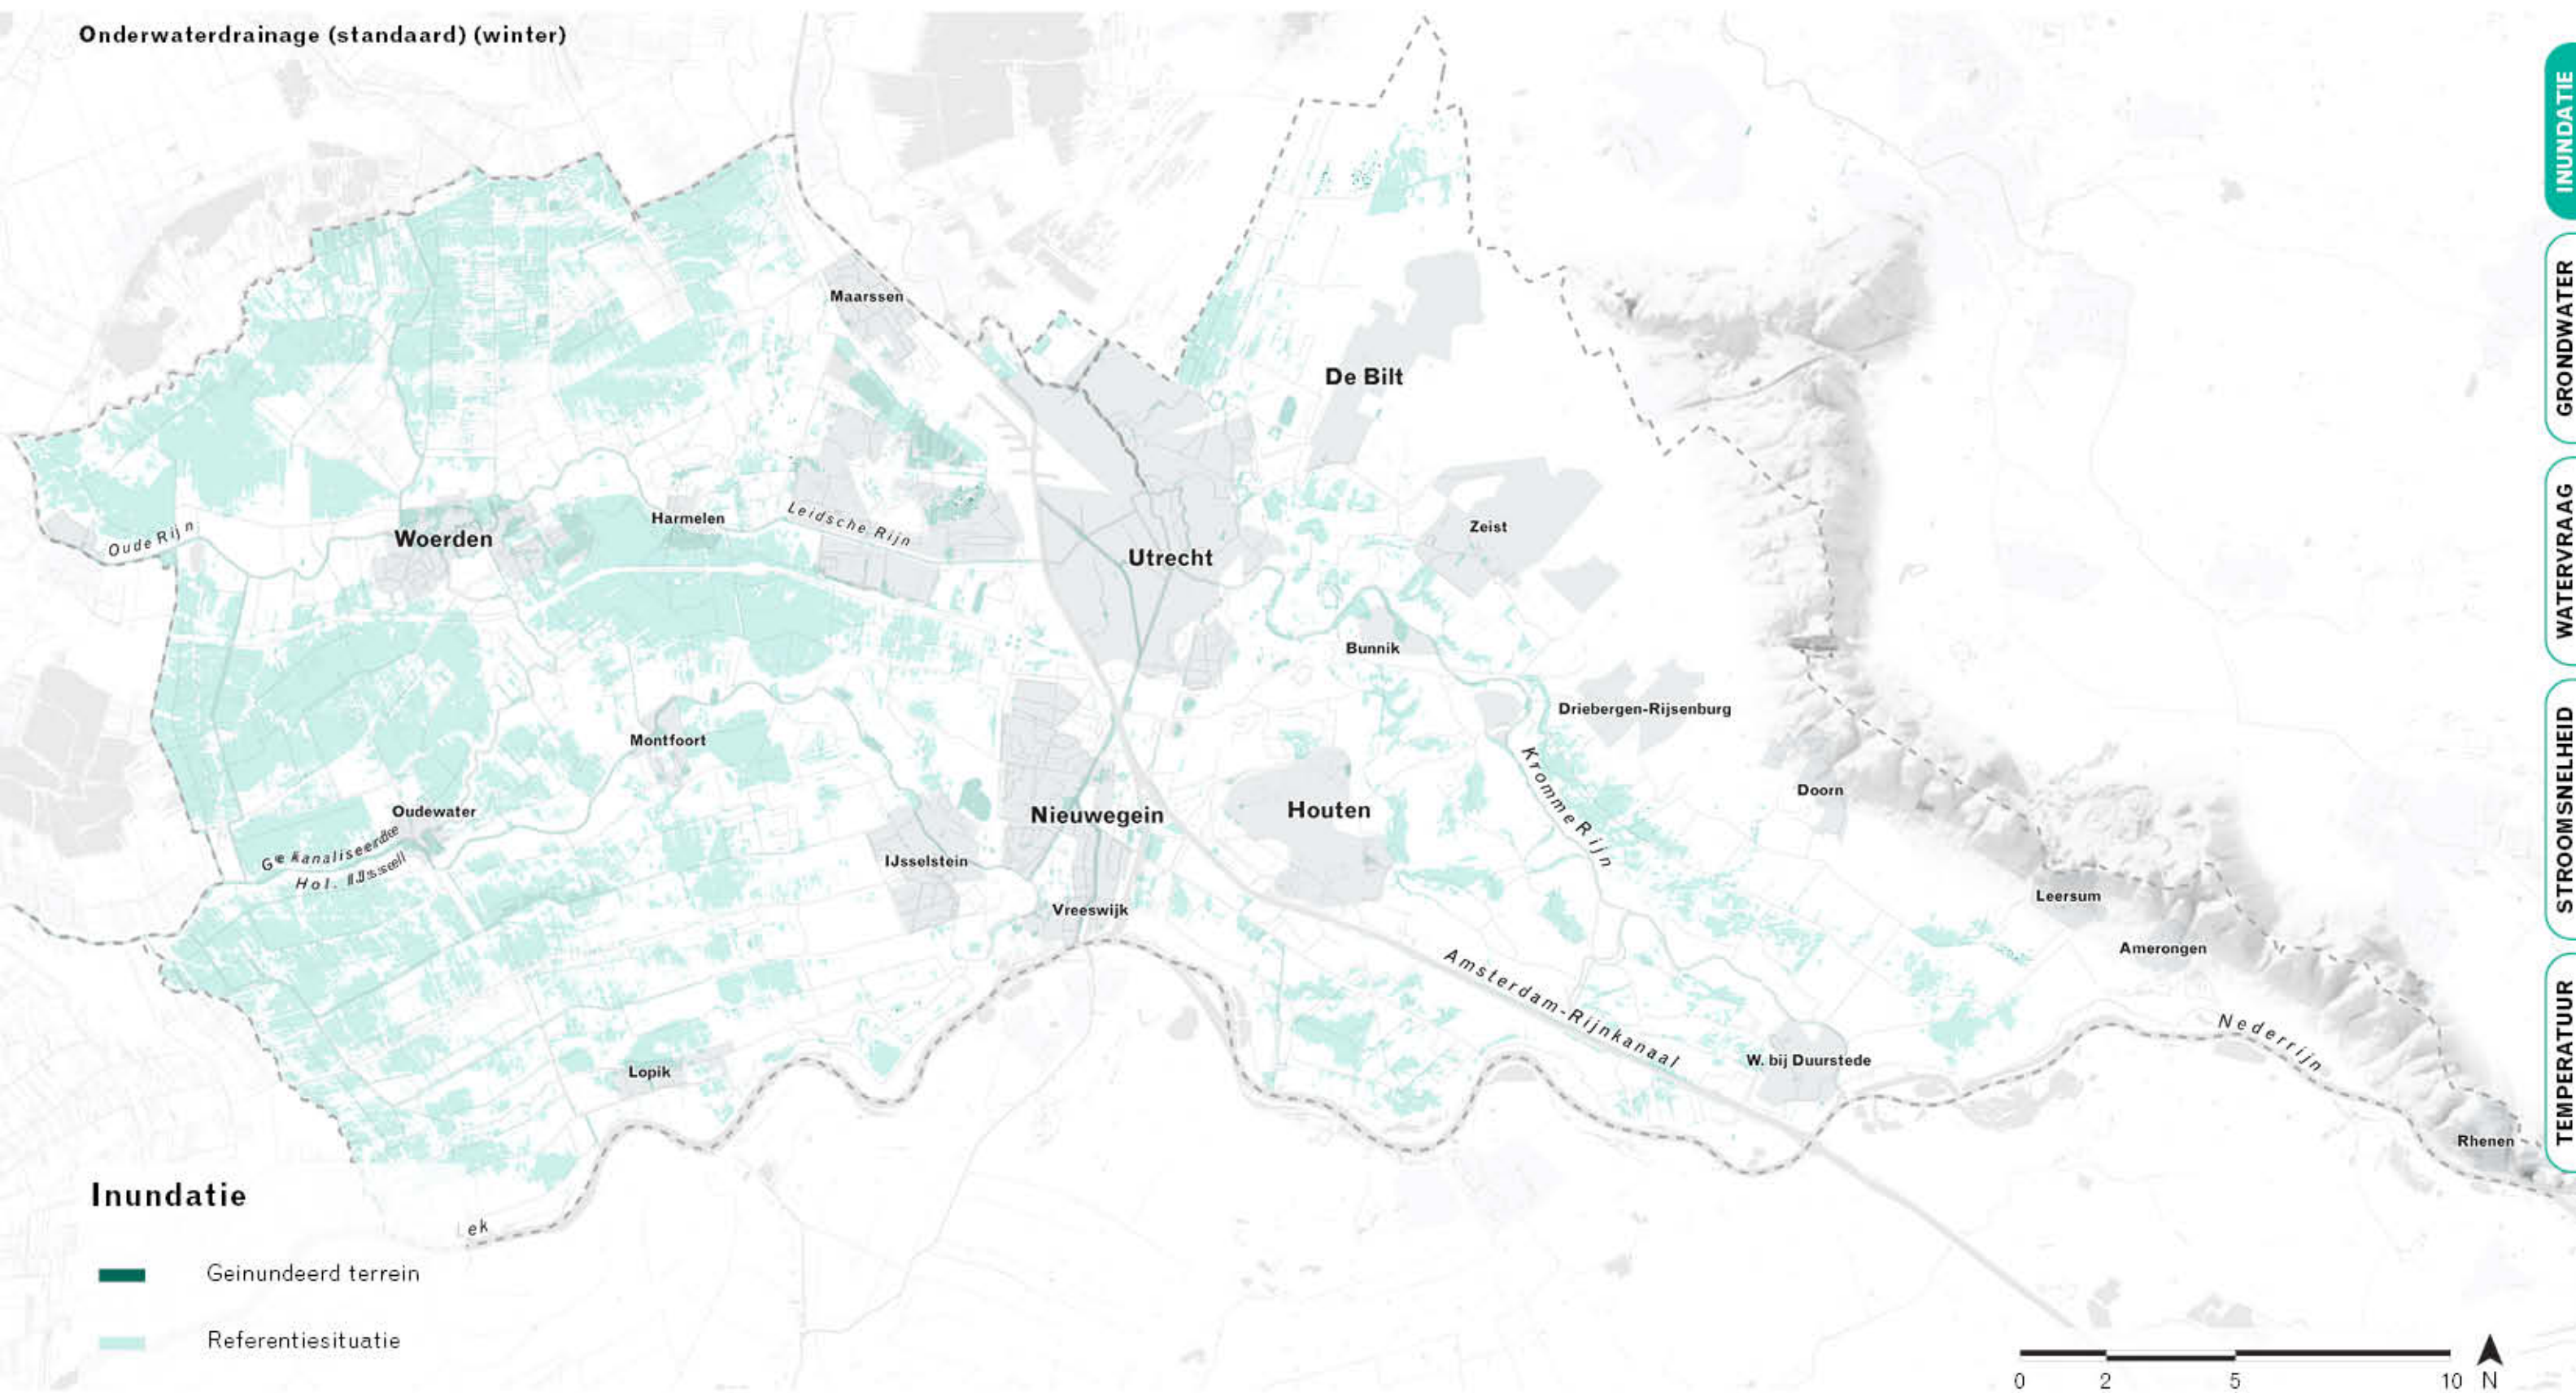 Onderwaterdrainage (standaard) (winter)
INUNDATIE
GRONDWATER
WATERVRAAG
STROOMSNELHEID
TEMPERATUUR
Maarssen
De Bilt
Oude Rijn
Woerden
Harmelen
Leidsche Rijn
Utrecht
Zeist
Bunnik
Driebergen-Rijsenburg
Montfoort
Kromme Rijn
Doorn
Oudewater
Nieuwegein
Houten
Gekanaliseerde
Hol. IJssel
IJsselstein
Vreeswijk
Leersum
Amerongen
Amsterdam-Rijnkanaal
Lopik
W. bij Duurstede
Nederrijn
Rhenen
Lek
Inundatie
Geinundeerd terrein
Referentiesituatie
0 2 5 10 N